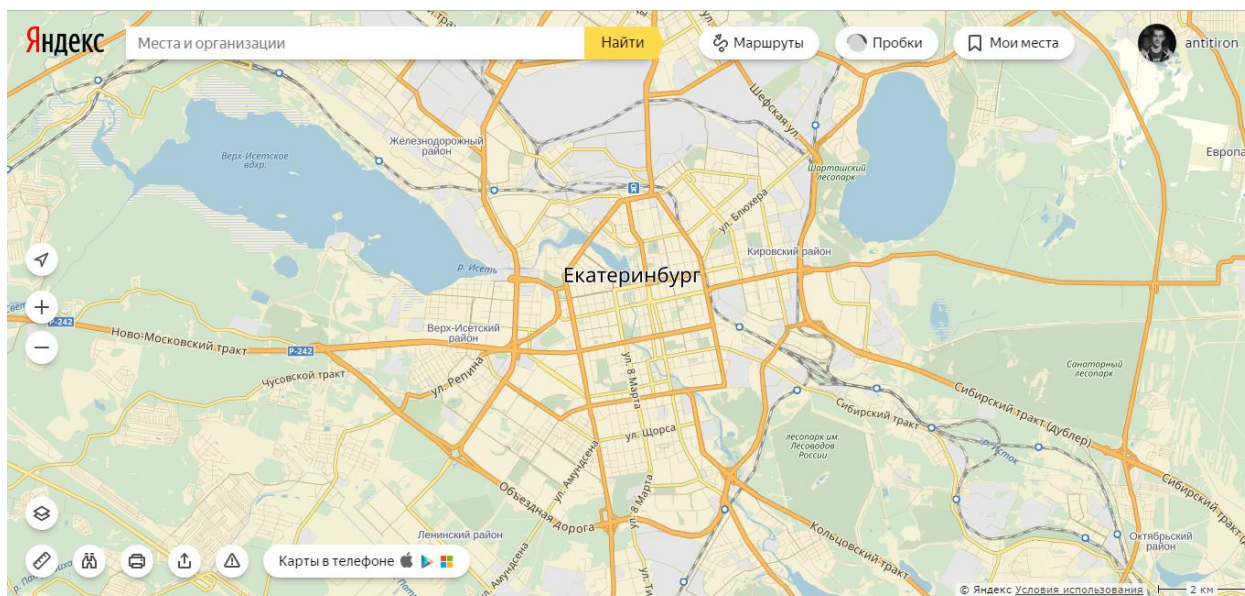 Яндекс
Места и организации
Найти
Маршруты
Пробки
Мои места
antitiron
Шефская ул.
Железнодорожный
район
Верх-Исетское
вдхр.
Шарташский
лесопарк
Европа
ул. Блюхера
Кировский район
р. Исеть
Екатеринбург
Р-242
Ново-Московский тракт
Р-242
Верх-Исетский
район
Чусовской тракт
ул. Репина
ул. 8 Марта
Санаторный
лесопарк
Сибирский тракт (дублер)
Сибирский тракт
ул. Щорса
лесопарк им.
Лесоводов
России
р. Исток
ул. Амундсена
Объездная дорога
ул. 8 Марта
Сибирский тракт
Кольцовский тракт
Ленинский район
Октябрьский
район
Карты в телефоне
ул. Амундсена
© Яндекс Условия использования
2 км